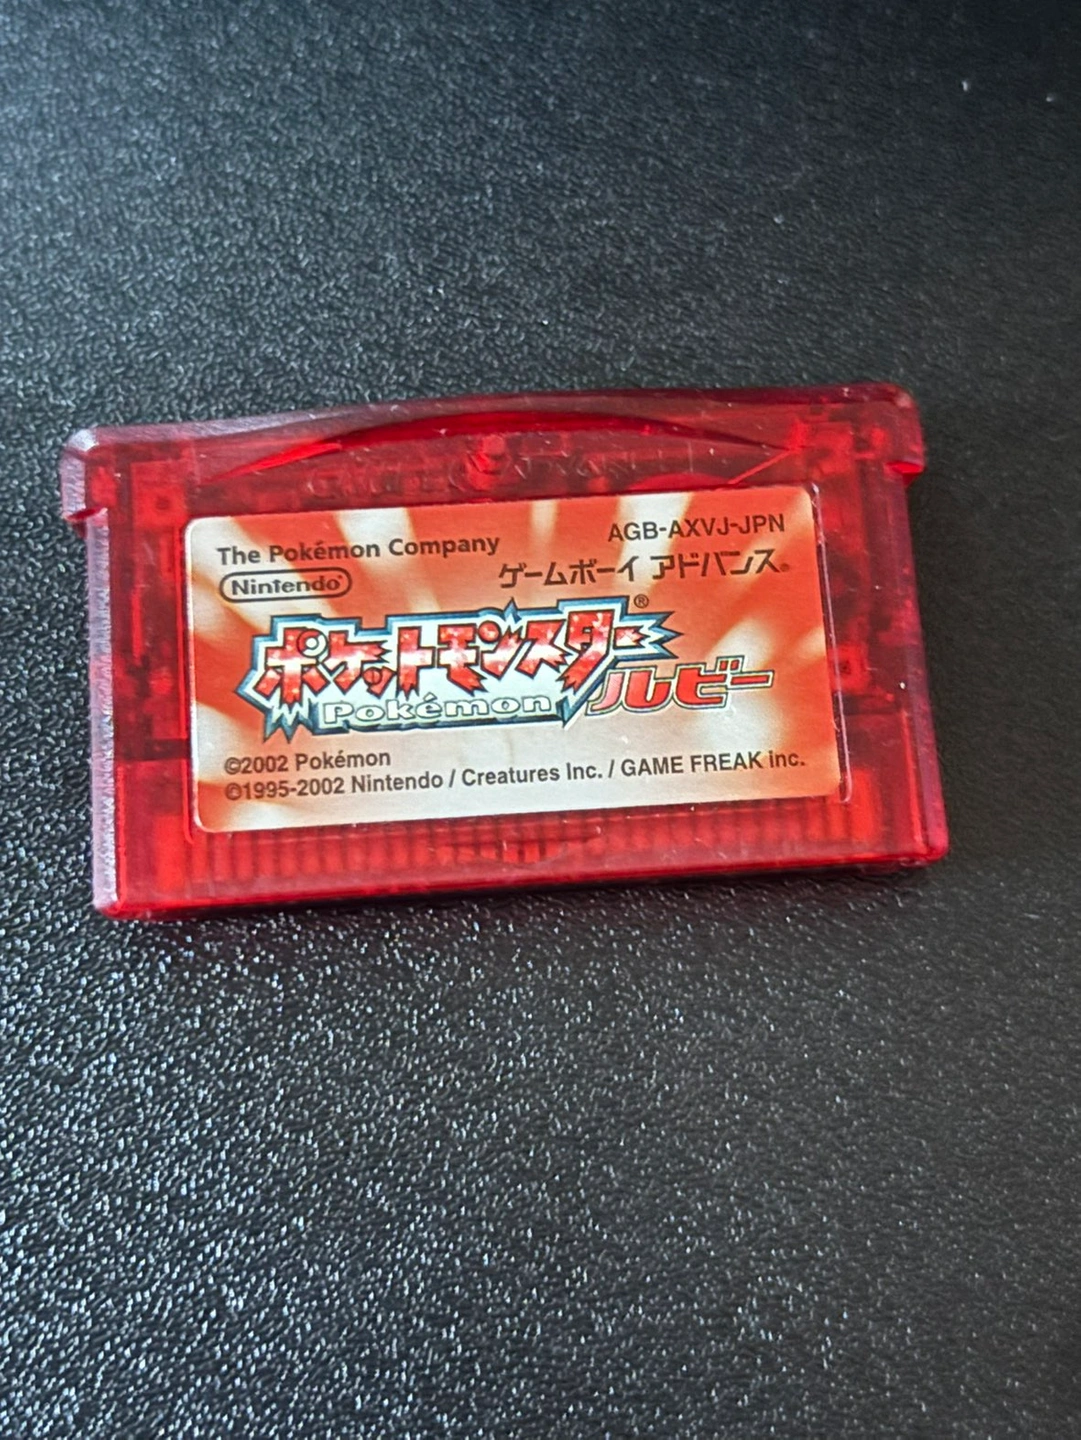 The Pokémon Company
Nintendo®
AGB-AXVJ-JPN
ゲームボーイ アドバンス®
ポケットモンスター®
Pokémon
ルビー
©2002 Pokémon
©1995-2002 Nintendo / Creatures Inc. / GAME FREAK inc.